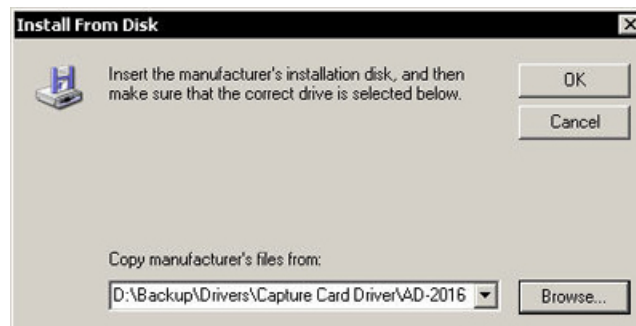 Install From Disk
Insert the manufacturer's installation disk, and then
make sure that the correct drive is selected below.
OK
Cancel
Copy manufacturer's files from:
D:\Backup\Drivers\Capture Card Driver\AD-2016
Browse...